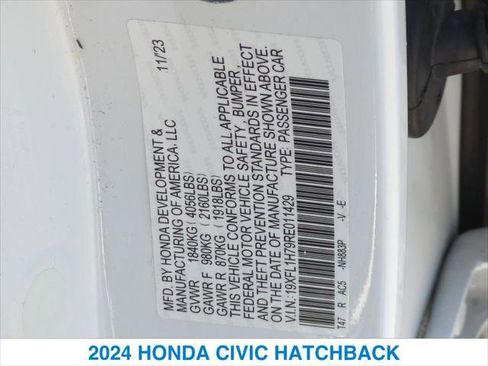 MFD. BY HONDA DEVELOPMENT & 11/23
MANUFACTURING OF AMERICA, LLC
GVWR 1840KG (4056LBS)
GAWR F 980KG (2160LBS)
GAWR R 870KG (1918LBS)
THIS VEHICLE CONFORMS TO ALL APPLICABLE
FEDERAL MOTOR VEHICLE SAFETY, BUMPER,
AND THEFT PREVENTION STANDARDS IN EFFECT
ON THE DATE OF MANUFACTURE SHOWN ABOVE.
V.I.N.: 19XFL1H79RE011429 TYPE: PASSENGER CAR
T47 R AC5 -NH883P -V -E
2024 HONDA CIVIC HATCHBACK